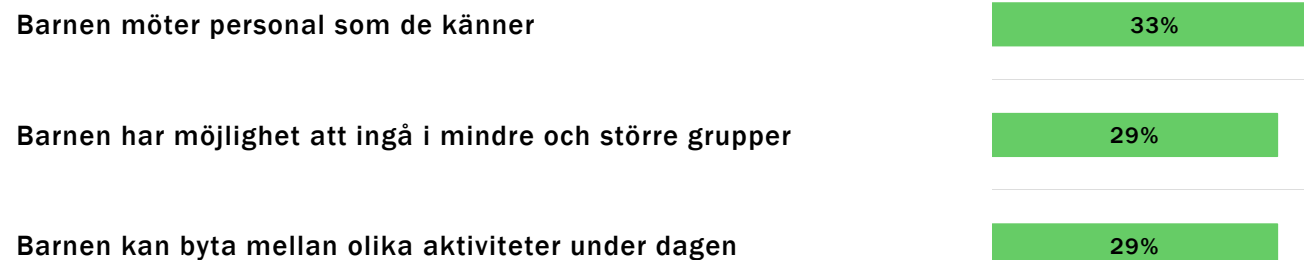 Barnen möter personal som de känner 33%
Barnen har möjlighet att ingå i mindre och större grupper 29%
Barnen kan byta mellan olika aktiviteter under dagen 29%